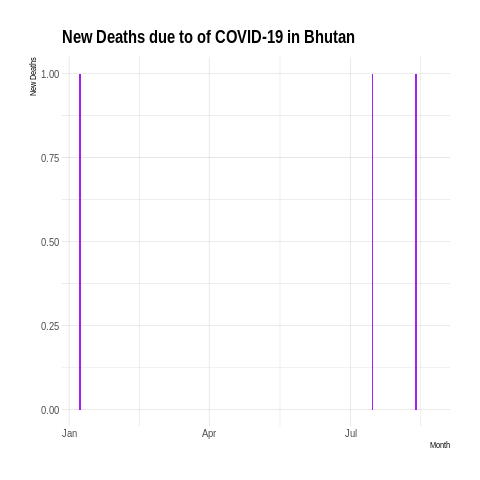 New Deaths due to of COVID-19 in Bhutan
New Deaths
1.00
0.75
0.50
0.25
0.00
Jan Apr Jul
Month